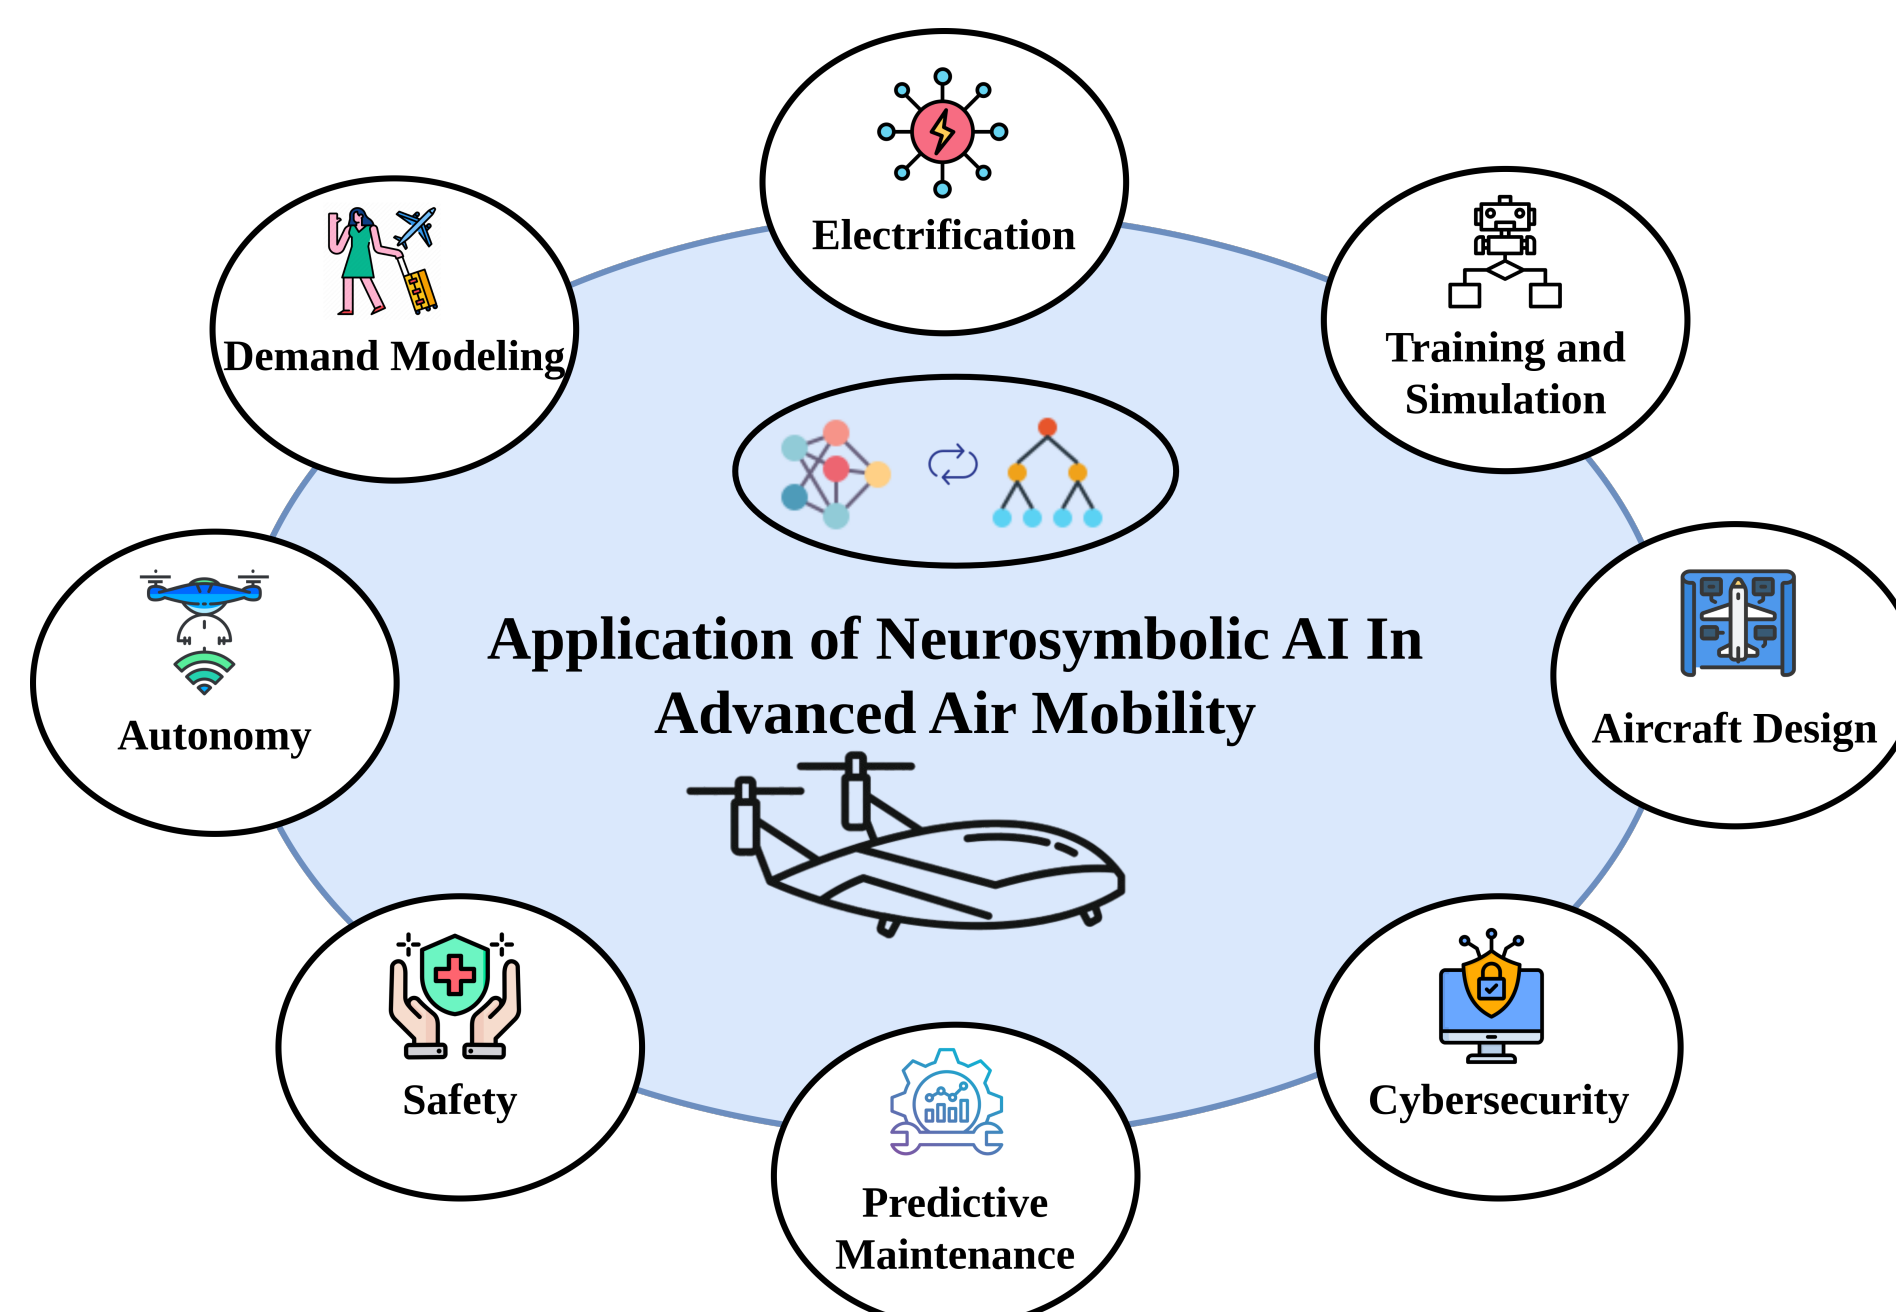 Electrification
Demand Modeling
Training and
Simulation
Application of Neurosymbolic AI In
Advanced Air Mobility
Autonomy
Aircraft Design
Safety
Cybersecurity
Predictive
Maintenance